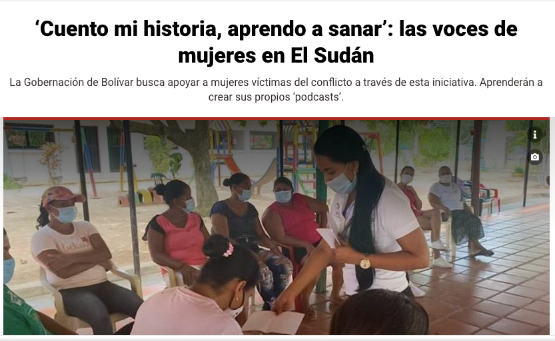 ‘Cuento mi historia, aprendo a sanar’: las voces de
mujeres en El Sudán
La Gobernación de Bolívar busca apoyar a mujeres víctimas del conflicto a través de esta iniciativa. Aprenderán a
crear sus propios ‘podcasts’.